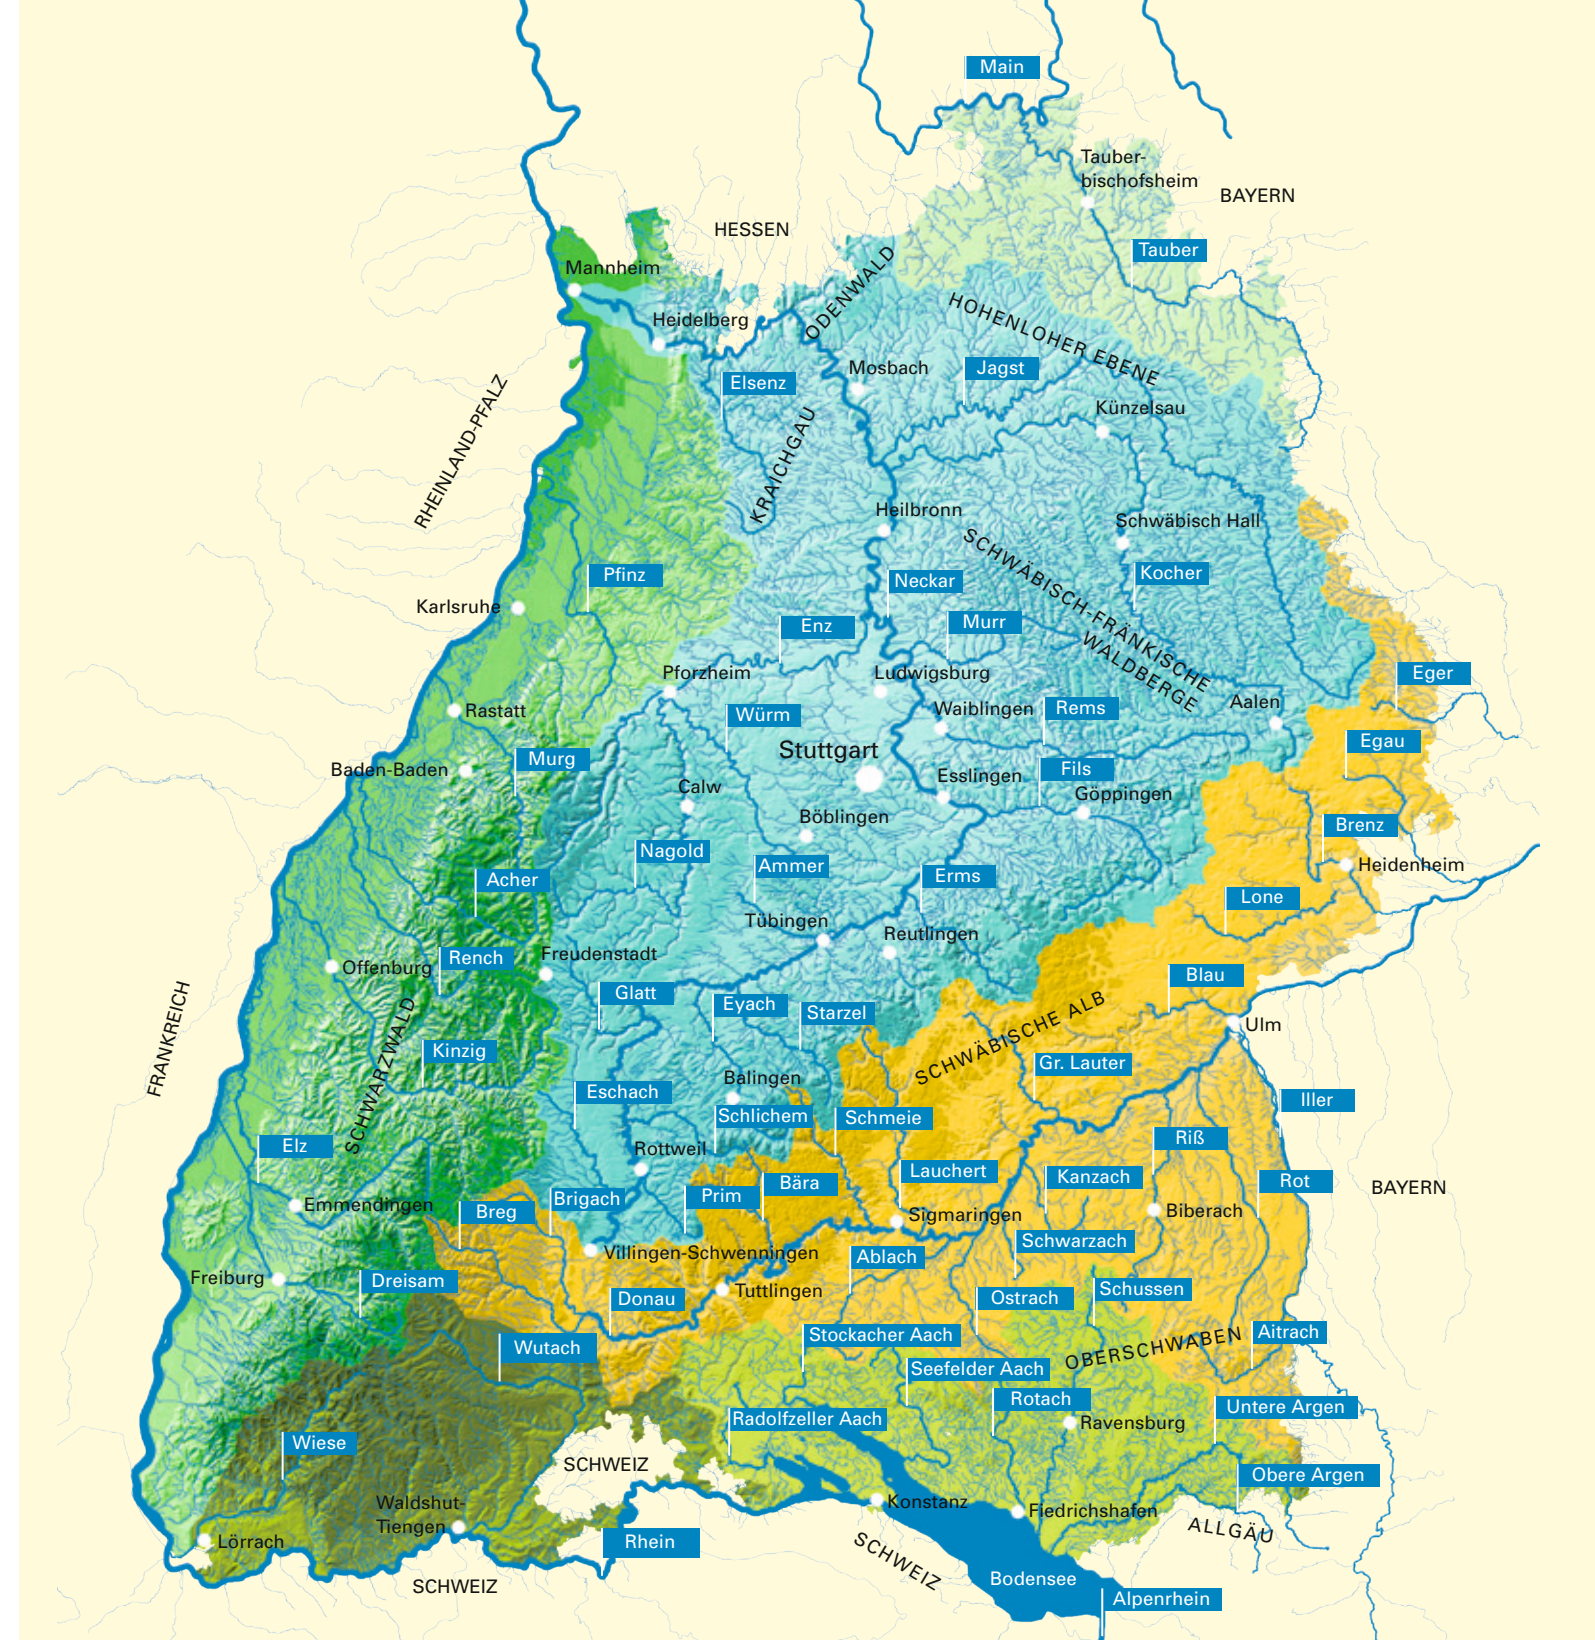 Main
Tauber-
bischofsheim
BAYERN
HESSEN
Tauber
Mannheim
ODENWALD
HOHENLOHER EBENE
Heidelberg
Mosbach
Jagst
Elsenz
RHEINLAND-PFALZ
Künzelsau
KRAICHGAU
Heilbronn
Schwäbisch Hall
SCHWÄBISCH-FRÄNKISCHE
WALDBERGE
Pfinz
Neckar
Kocher
Karlsruhe
Enz
Murr
Pforzheim
Ludwigsburg
Eger
Rastatt
Würm
Waiblingen
Rems
Aalen
Stuttgart
Egau
Murg
Baden-Baden
Esslingen
Fils
Calw
Göppingen
Böblingen
Brenz
Nagold
Ammer
Heidenheim
Acher
Erms
Lone
Tübingen
Reutlingen
Offenburg
Rench
Freudenstadt
Blau
Glatt
Eyach
Starzel
SCHWÄBISCHE ALB
Ulm
FRANKREICH
SCHWARZWALD
Kinzig
Gr. Lauter
Balingen
Eschach
Iller
Schlichem
Schmeie
Elz
Rottweil
Riß
Lauchert
Kanzach
Rot
BAYERN
Bära
Prim
Brigach
Emmendingen
Breg
Sigmaringen
Biberach
Schwarzach
Villingen-Schwenningen
Ablach
Freiburg
Dreisam
Tuttlingen
Donau
Ostrach
Schussen
Stockacher Aach
OBERSCHWABEN
Aitrach
Wutach
Seefelder Aach
Rotach
Untere Argen
Radolfzeller Aach
Ravensburg
Wiese
SCHWEIZ
Obere Argen
Waldshut-
Tiengen
Konstanz
Fiedrichshafen
ALLGÄU
Lörrach
Rhein
SCHWEIZ
SCHWEIZ
Bodensee
Alpenrhein